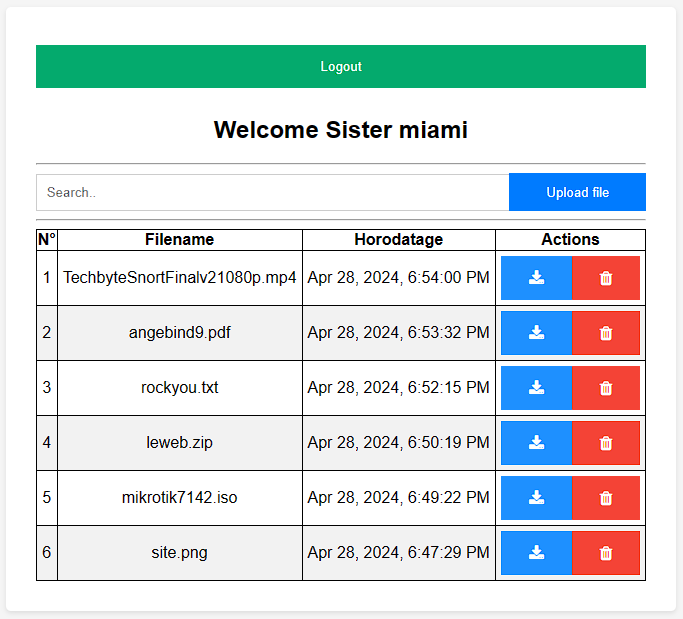 Logout
Welcome Sister miami
Search.. Upload file
N° Filename Horodatage Actions
1 TechbyteSnortFinalv21080p.mp4 Apr 28, 2024, 6:54:00 PM
2 angebind9.pdf Apr 28, 2024, 6:53:32 PM
3 rockyou.txt Apr 28, 2024, 6:52:15 PM
4 leweb.zip Apr 28, 2024, 6:50:19 PM
5 mikrotik7142.iso Apr 28, 2024, 6:49:22 PM
6 site.png Apr 28, 2024, 6:47:29 PM